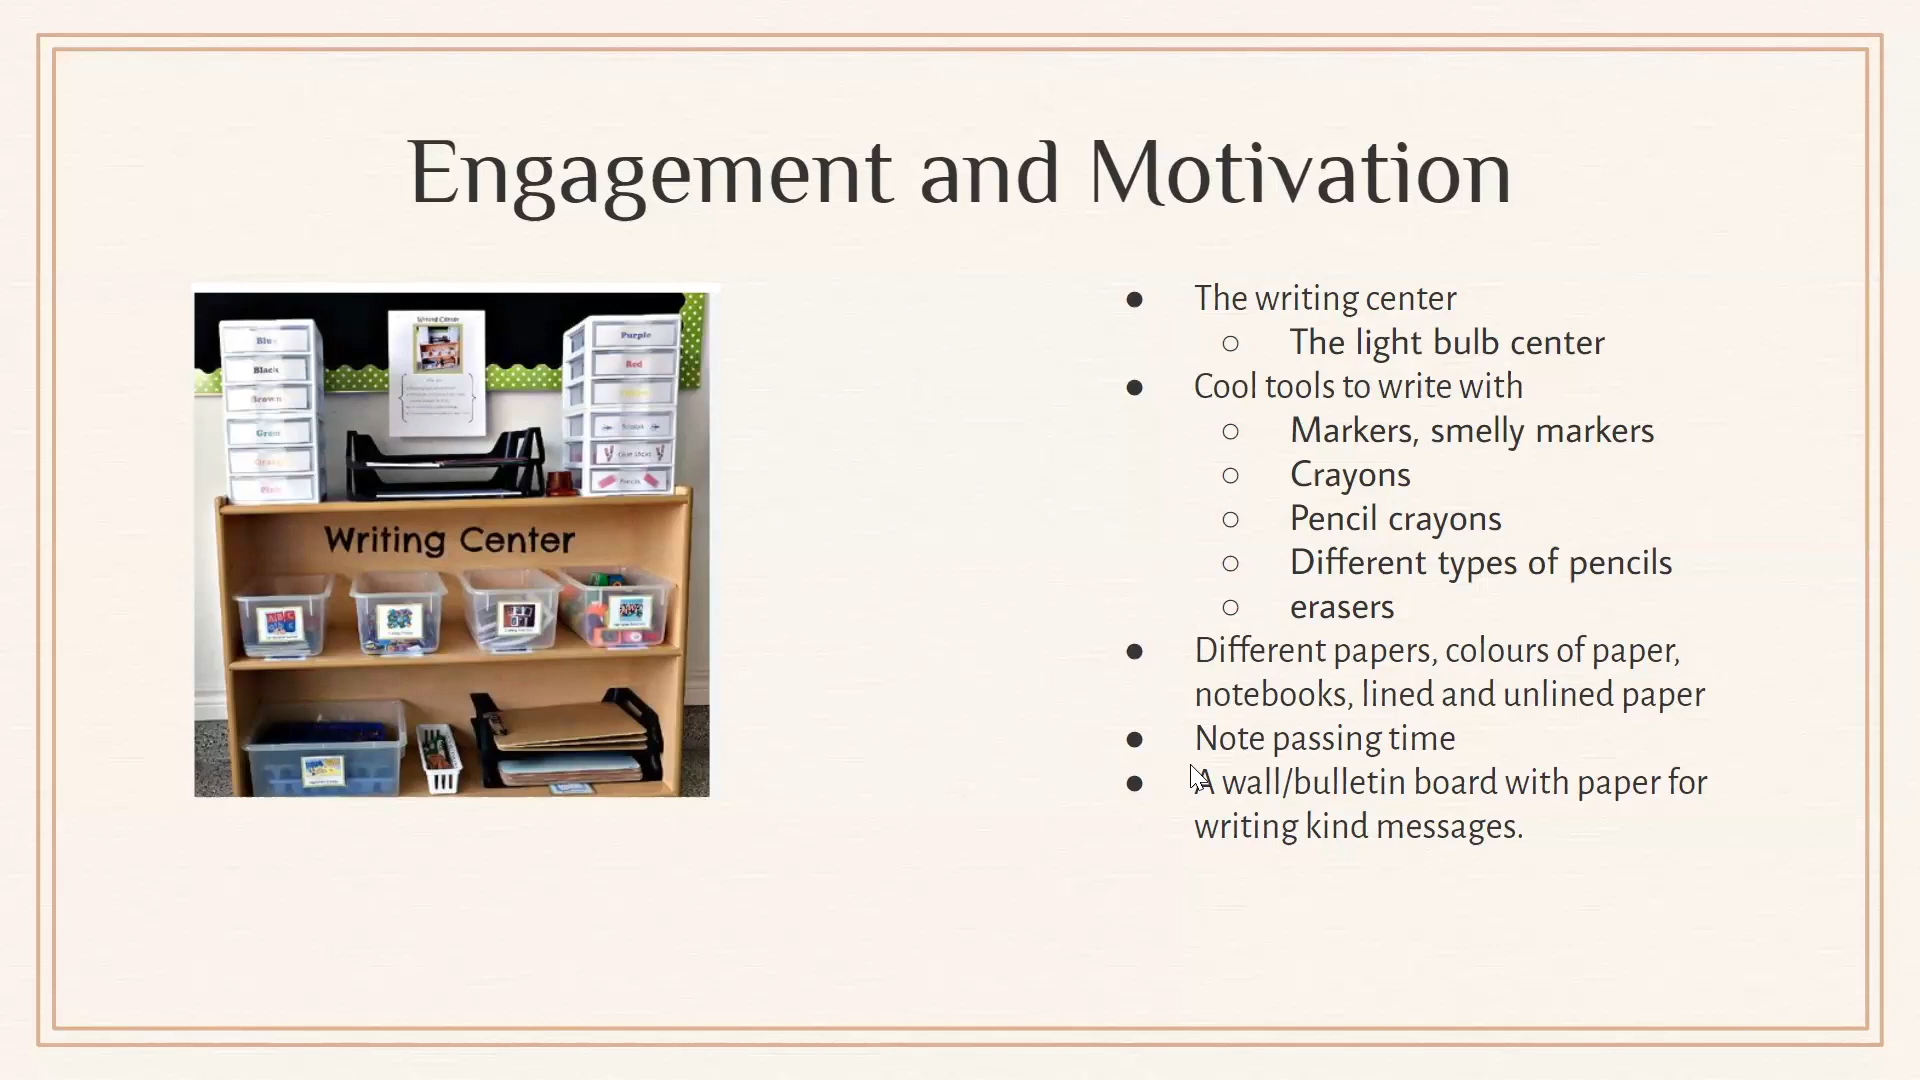 Engagement and Motivation
Writing Center
Blue
Black
Brown
Green
Orange
Pink
Purple
Red
Writing Center
● The writing center
○ The light bulb center
● Cool tools to write with
○ Markers, smelly markers
○ Crayons
○ Pencil crayons
○ Different types of pencils
○ erasers
● Different papers, colours of paper,
notebooks, lined and unlined paper
● Note passing time
● A wall/bulletin board with paper for
writing kind messages.